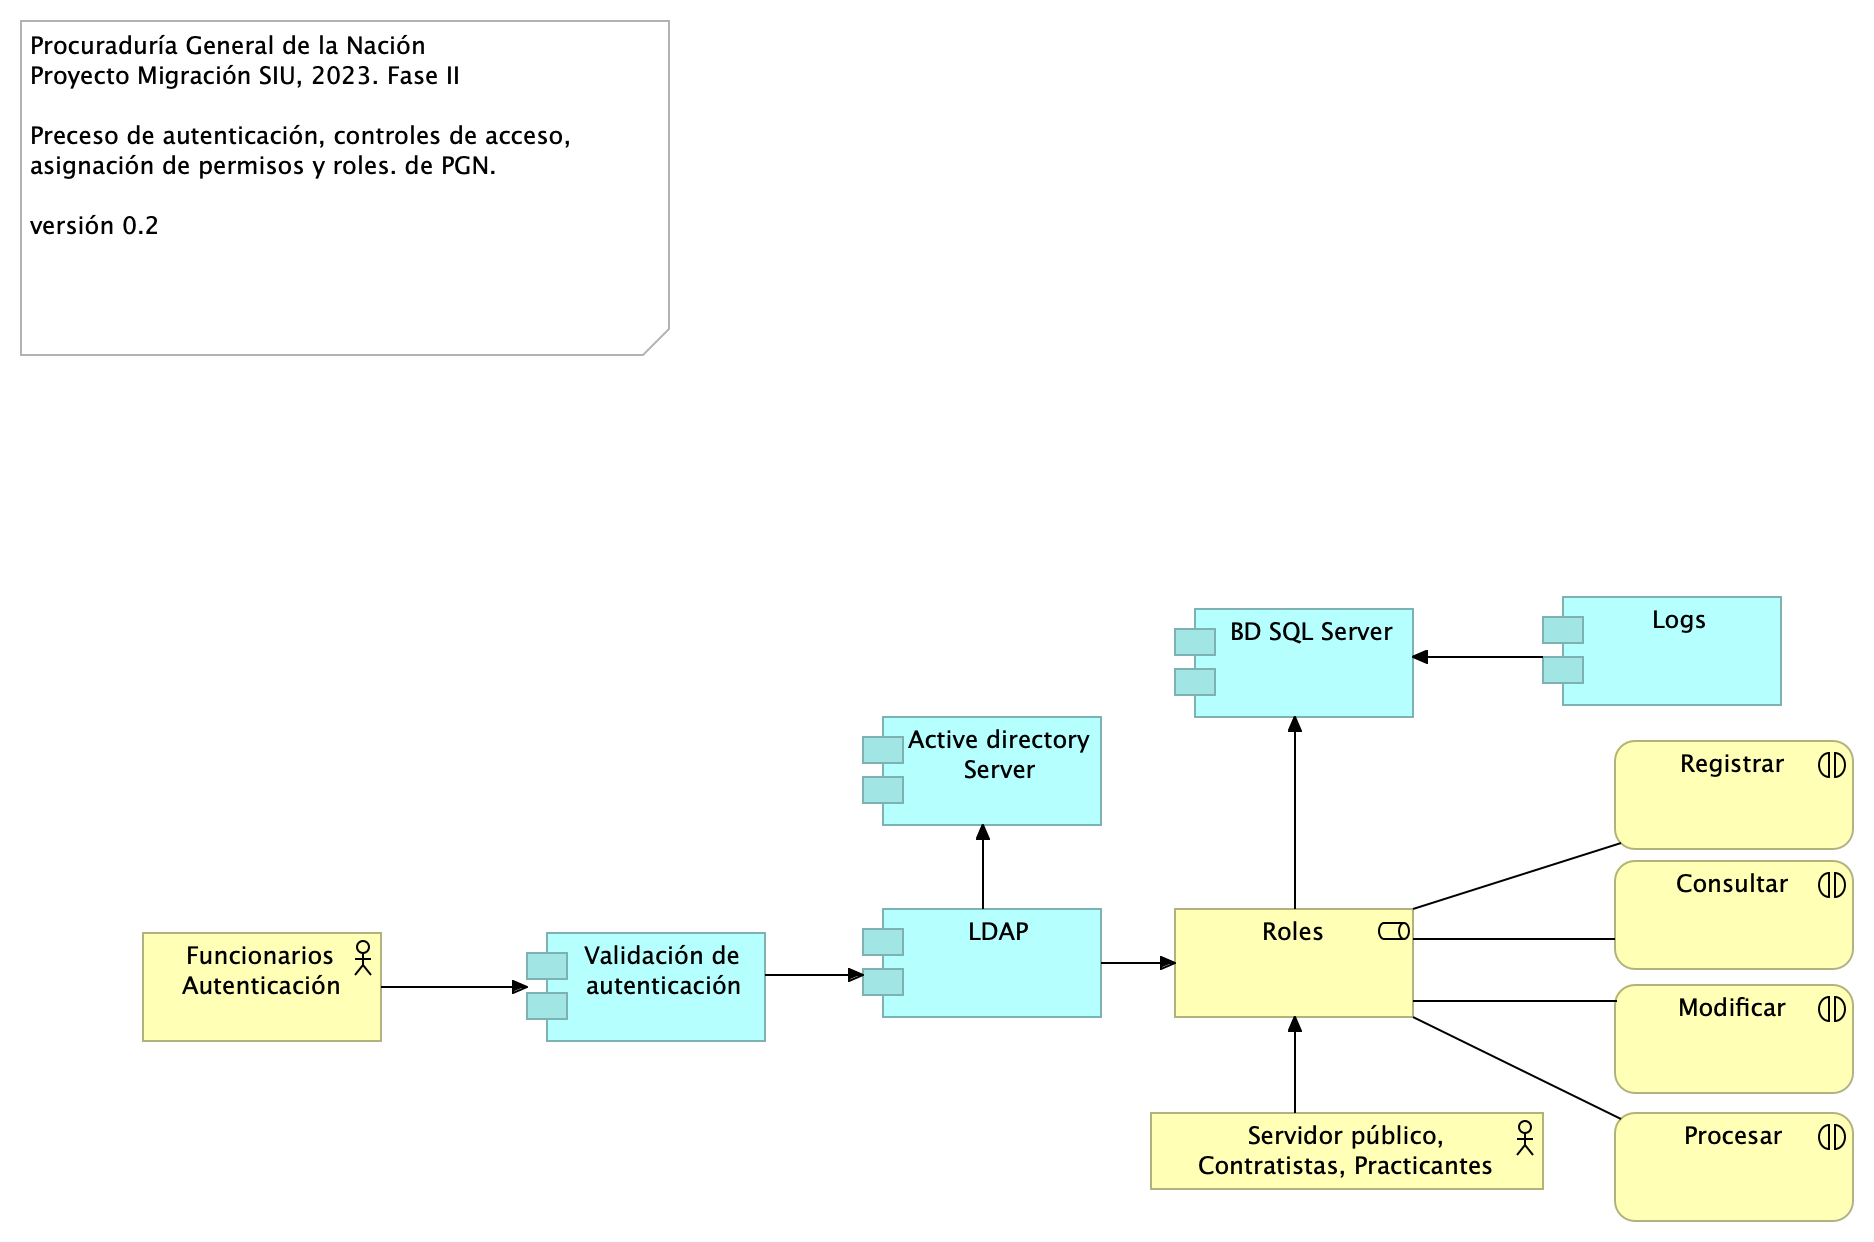 Procuraduría General de la Nación
Proyecto Migración SIU, 2023. Fase II
Preceso de autenticación, controles de acceso,
asignación de permisos y roles. de PGN.
versión 0.2
Logs
BD SQL Server
Active directory
Server
Registrar
Consultar
LDAP
Roles
Funcionarios
Autenticación
Validación de
autenticación
Modificar
Servidor público,
Contratistas, Practicantes
Procesar